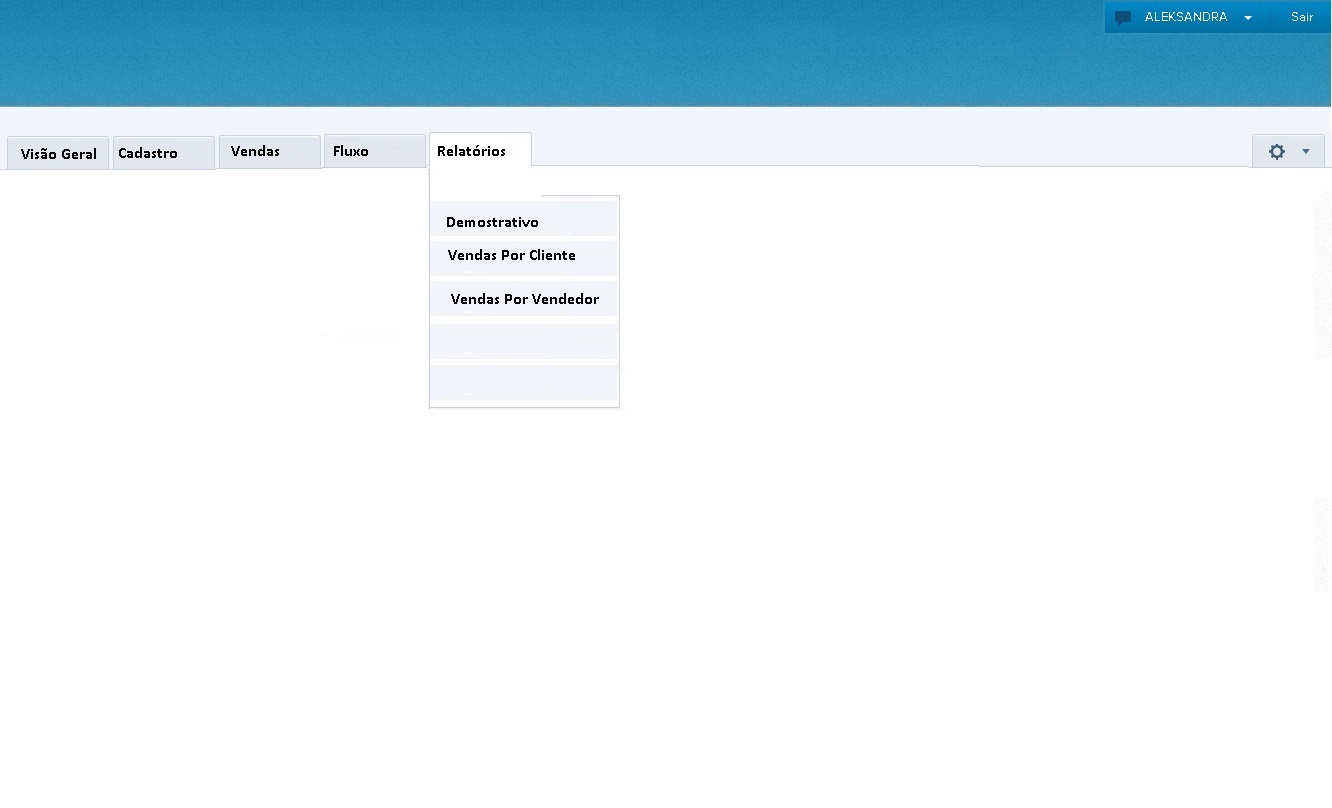 ALEKSANDRA Sair
Visão Geral Cadastro Vendas Fluxo Relatórios
Demostrativo
Vendas Por Cliente
Vendas Por Vendedor